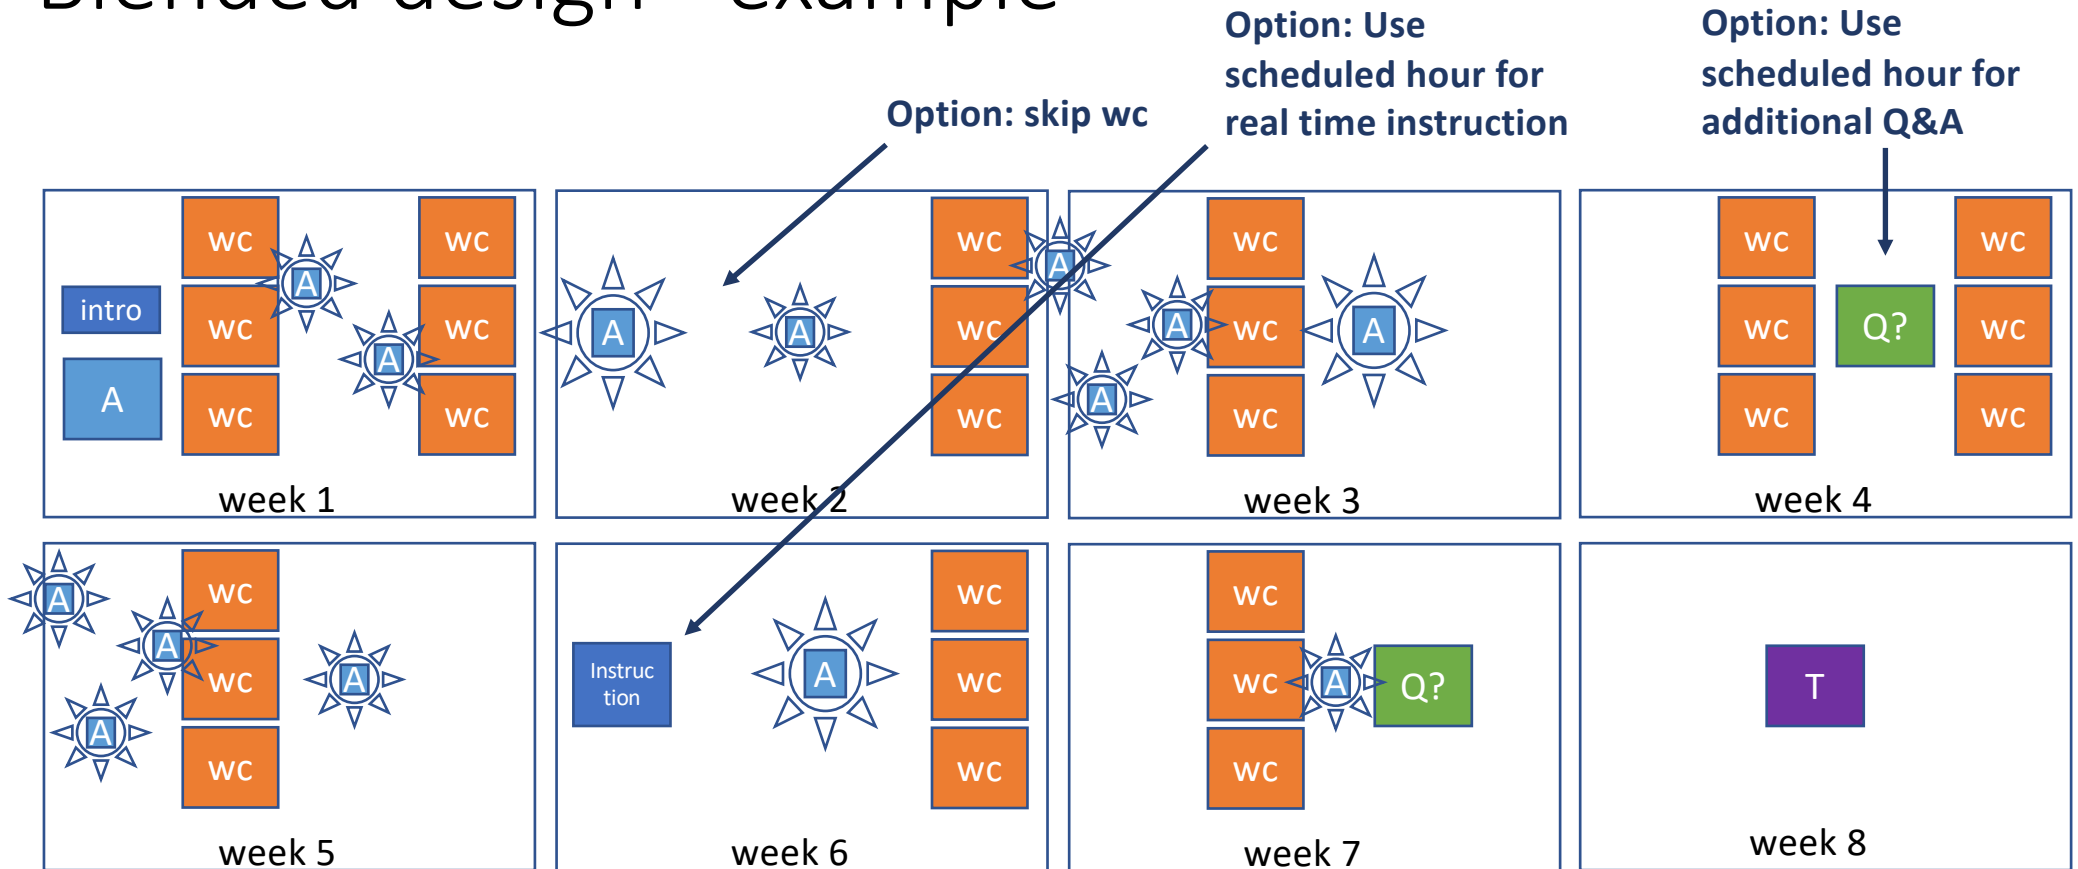 Blended design - example
Option: Use
scheduled hour for
real time instruction
Option: Use
scheduled hour for
additional Q&A
Option: skip wc
intro
A
wc
wc
wc
A
A
wc
wc
wc
week 1
A
A
wc
wc
wc
week 2
A
A
A
wc
wc
wc
A
week 3
wc
wc
wc
Q?
wc
wc
wc
week 4
A
A
A
wc
wc
wc
A
week 5
Instruc
tion
A
wc
wc
wc
week 6
wc
wc
wc
A
Q?
week 7
T
week 8